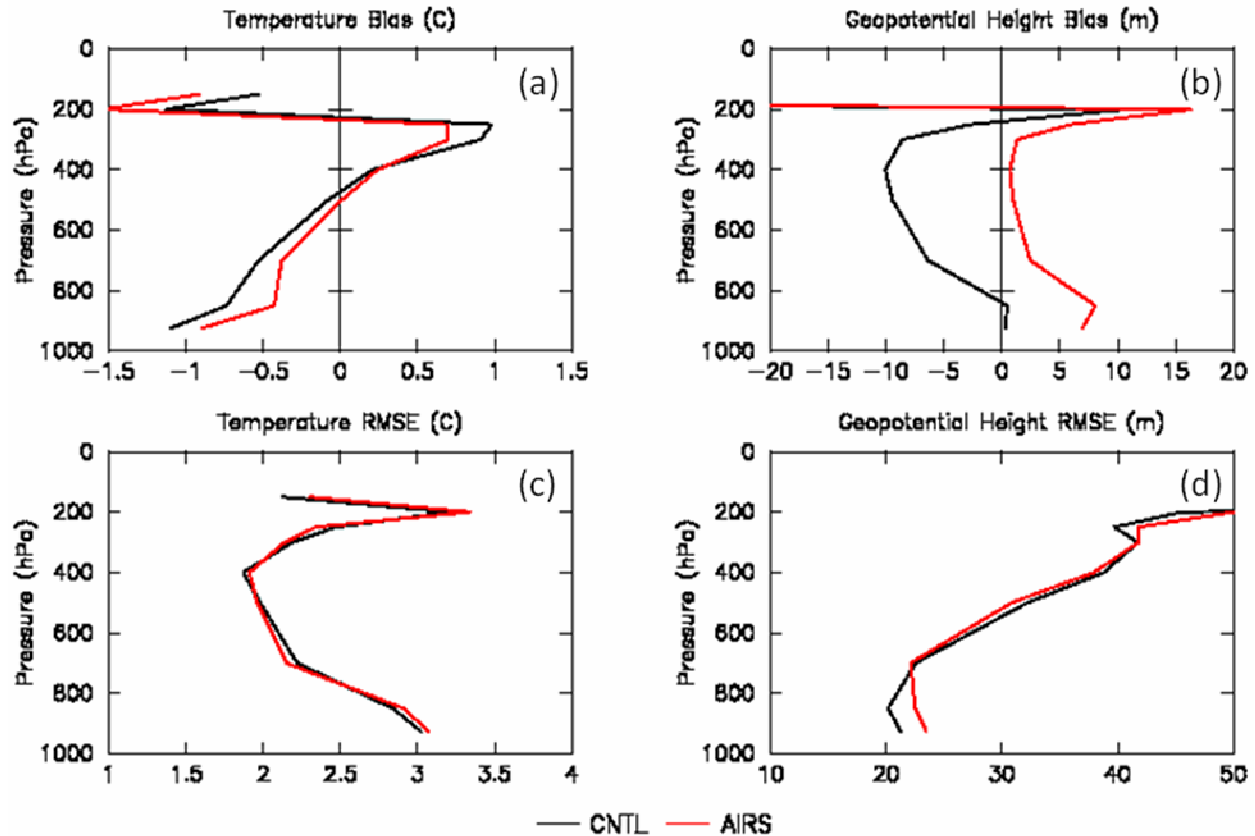 Temperature Bias (C)
0
200
400
600
800
1000
Pressure (hPa)
(a)
−1.5 −1 −0.5 0 0.5 1 1.5
Geopotential Height Bias (m)
0
200
400
600
800
1000
Pressure (hPa)
(b)
−20 −15 −10 −5 0 5 10 15 20
Temperature RMSE (C)
0
200
400
600
800
1000
Pressure (hPa)
(c)
1 1.5 2 2.5 3 3.5 4
Geopotential Height RMSE (m)
0
200
400
600
800
1000
Pressure (hPa)
(d)
10 20 30 40 50
CNTL AIRS